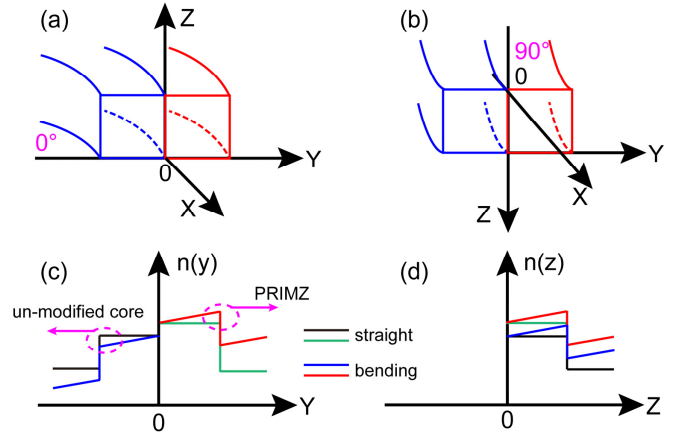 (a)
Z
0°
0
Y
X
(b)
90°
0
Y
X
Z
(c)
n(y)
un-modified core
PRIMZ
0
Y
straight
bending
(d)
n(z)
0
Z